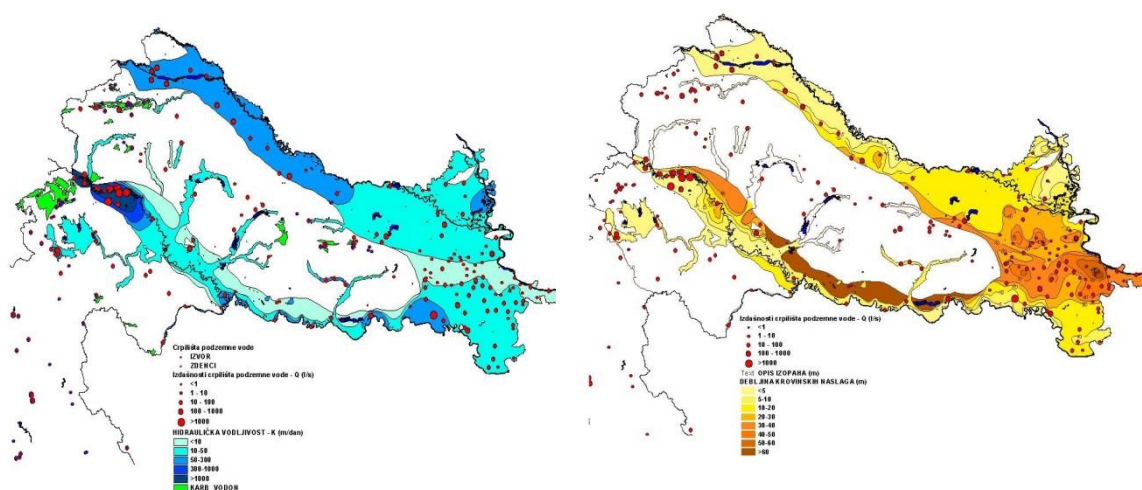 Crpilišta podzemne vode
IZVOR
ZDENCI
Izdašnosti crpilišta podzemne vode - Q (l/s)
<1
1 - 10
10 - 100
100 - 1000
>1000
HIDRAULIČKA VODLJIVOST - K (m/dan)
<10
10-50
50-300
300-1000
>1000
KARB_VODON
Izdašnosti crpilišta podzemne vode - Q (l/s)
<1
1 - 10
10 - 100
100 - 1000
>1000
Text OPIS IZOPAHA (m)
DEBLJINA KROVINSKIH NASLAGA (m)
<5
5-10
10-20
20-30
30-40
40-50
50-60
>60